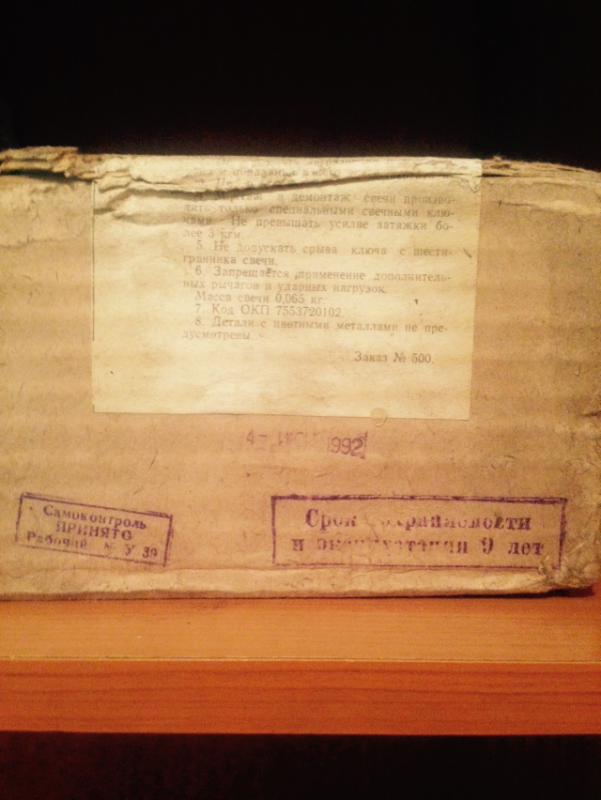 демонтаж свечи произво-
дить только специальными свечными клю-
чами. Не превышать усилие затяжки бо-
лее 3 кгм.
5. Не допускать срыва ключа с шести-
гранника свечи.
6. Запрещается применение дополнитель-
ных рычагов и ударных нагрузок.
Масса свечи 0,065 кг.
7. Код ОКП 7553720102.
8. Детали с цветными металлами не пре-
дусмотрены.
Заказ № 500.
4- 1992
Самоконтроль
ПРИНЯТО
Рабочий № У 39
Срок сохраняемости
и эксплуатации 9 лет